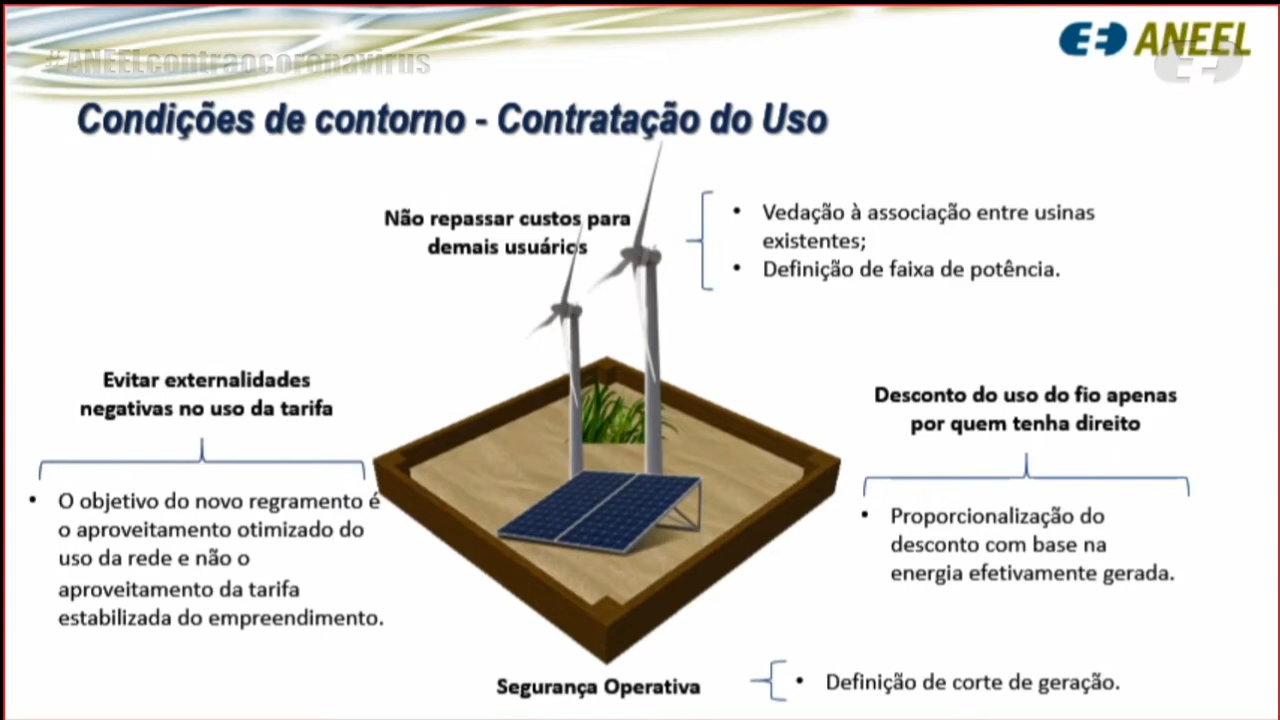 #ANEELcontraocoronavirus
ANEEL
Condições de contorno - Contratação do Uso
Não repassar custos para
demais usuários
• Vedação à associação entre usinas
existentes;
• Definição de faixa de potência.
Evitar externalidades
negativas no uso da tarifa
• O objetivo do novo regramento é
o aproveitamento otimizado do
uso da rede e não o
aproveitamento da tarifa
estabilizada do empreendimento.
Desconto do uso do fio apenas
por quem tenha direito
• Proporcionalização do
desconto com base na
energia efetivamente gerada.
Segurança Operativa
• Definição de corte de geração.